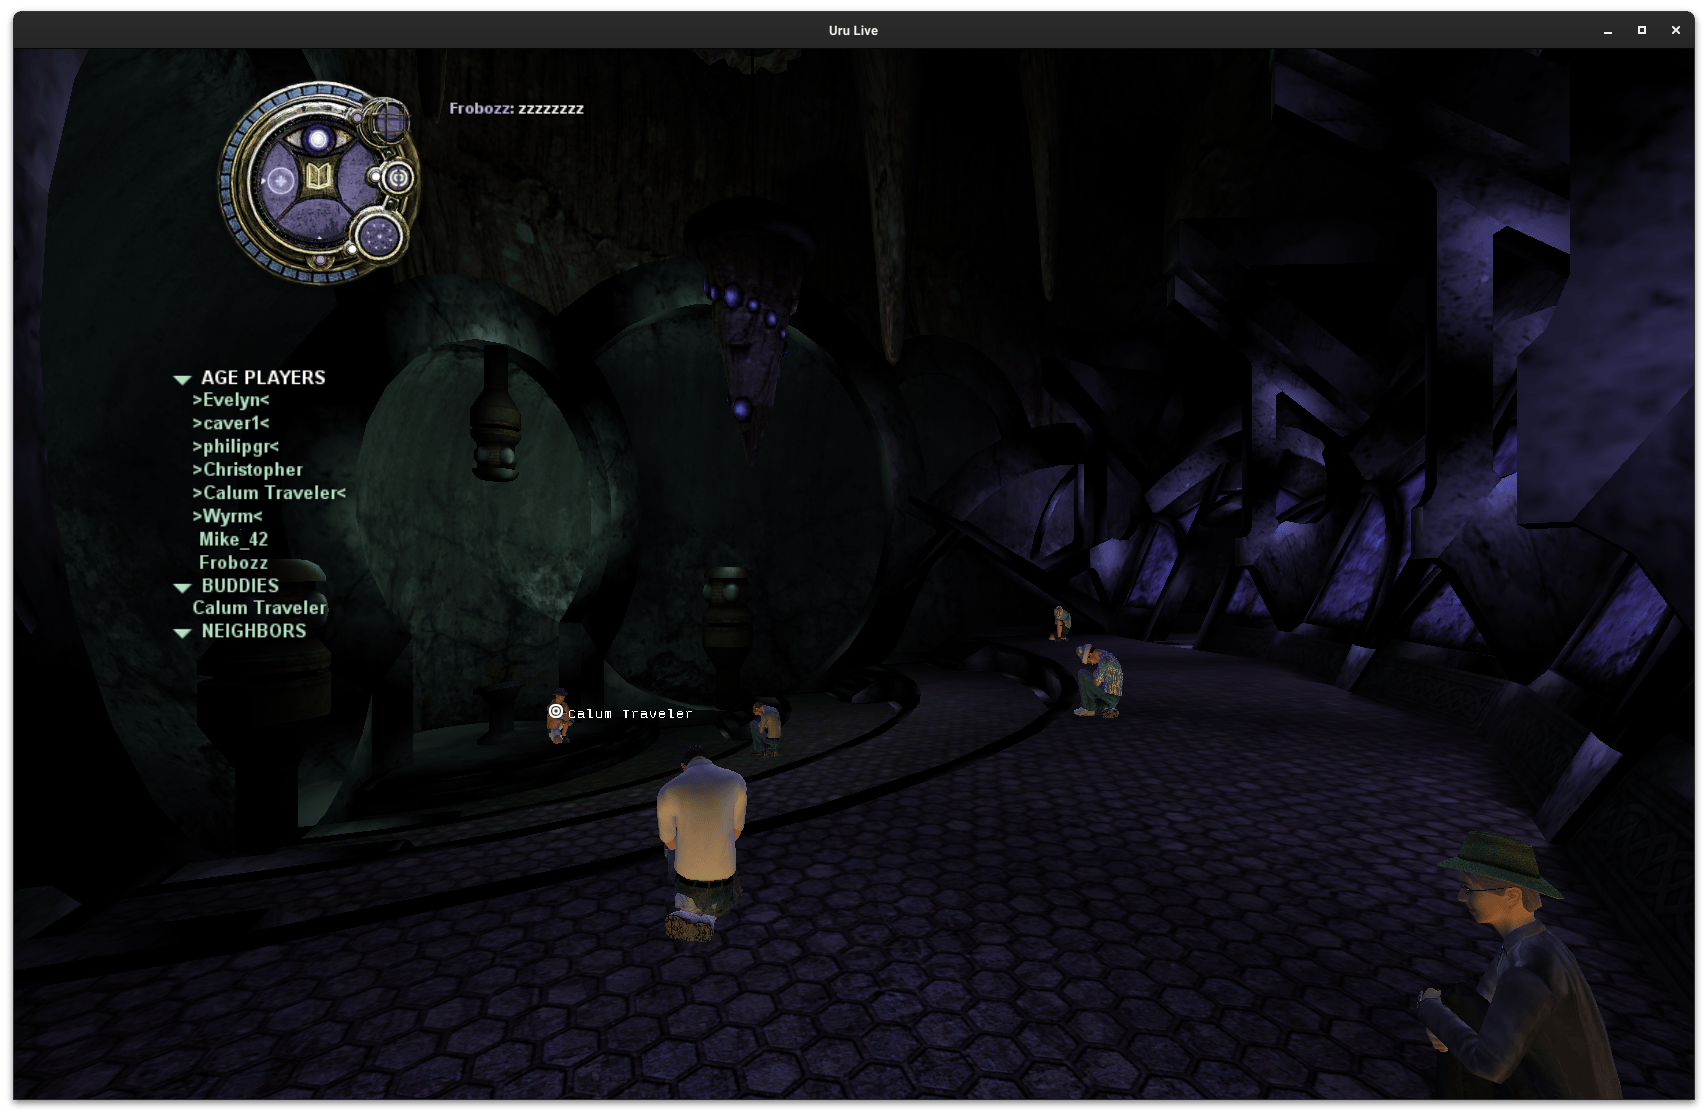 Uru Live
Frobozz: zzzzzzzz
AGE PLAYERS
>Evelyn<
>caver1<
>philipgr<
>Christopher
>Calum Traveler<
>Wyrm<
Mike_42
Frobozz
BUDDIES
Calum Traveler
NEIGHBORS
Calum Traveler